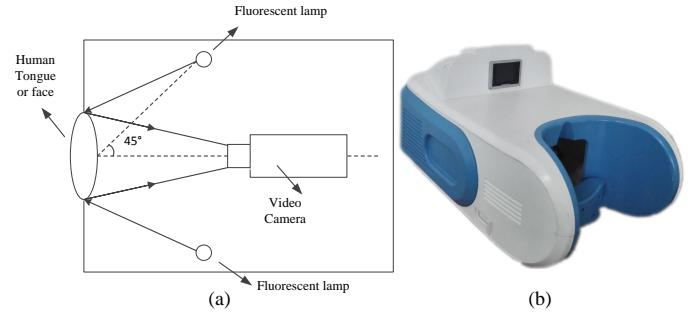 Fluorescent lamp
Human
Tongue
or face
45°
Video
Camera
Fluorescent lamp
(a)
(b)